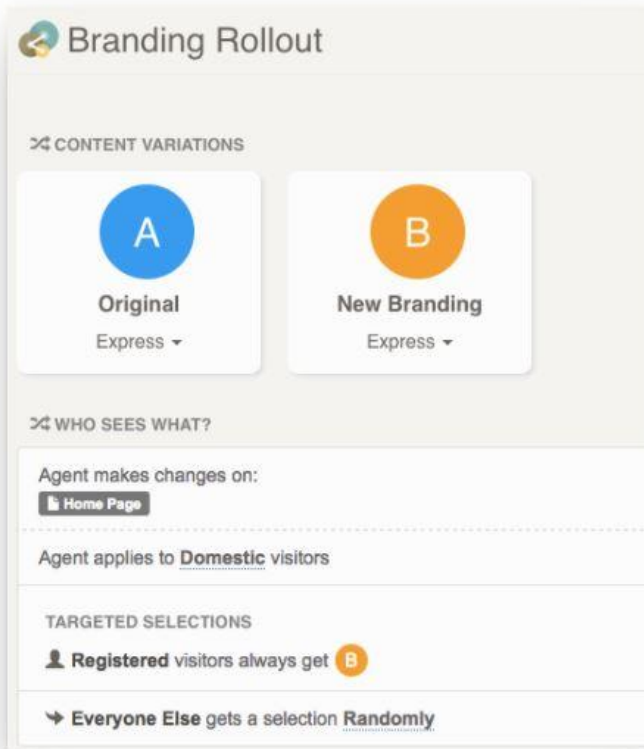 Branding Rollout
CONTENT VARIATIONS
A
B
Original
New Branding
Express
Express
WHO SEES WHAT?
Agent makes changes on:
Home Page
Agent applies to Domestic visitors
TARGETED SELECTIONS
Registered visitors always get B
Everyone Else gets a selection Randomly